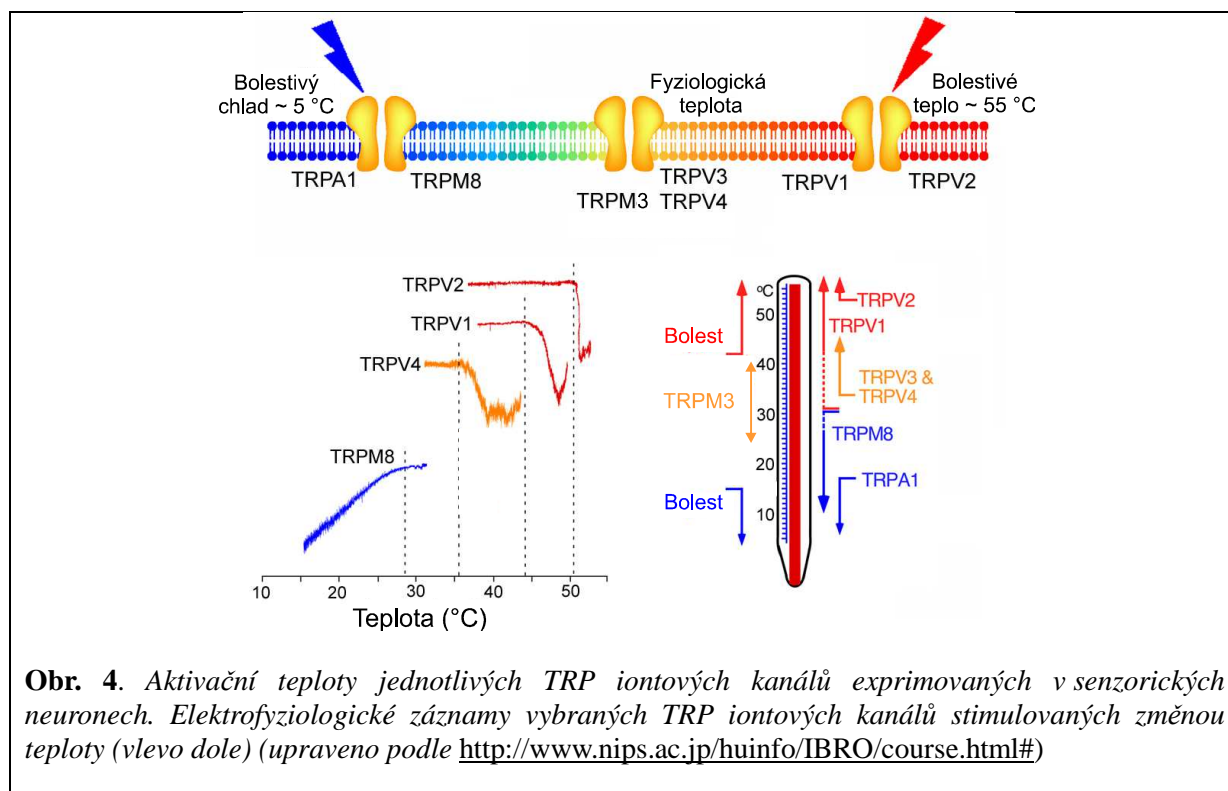 Bolestivý
chlad ~ 5 °C
Fyziologická
teplota
Bolestivé
teplo ~ 55 °C
TRPA1
TRPM8
TRPM3
TRPV3
TRPV4
TRPV1
TRPV2
TRPV2
TRPV1
TRPV4
TRPM8
10 20 30 40 50
Teplota (°C)
°C
50
40
30
20
10
Bolest
TRPM3
Bolest
TRPV2
TRPV1
TRPV3 &
TRPV4
TRPM8
TRPA1
Obr. 4. Aktivační teploty jednotlivých TRP iontových kanálů exprimovaných v senzorických
neuronech. Elektrofyziologické záznamy vybraných TRP iontových kanálů stimulovaných změnou
teploty (vlevo dole) (upraveno podle http://www.nips.ac.jp/huinfo/IBRO/course.html#)